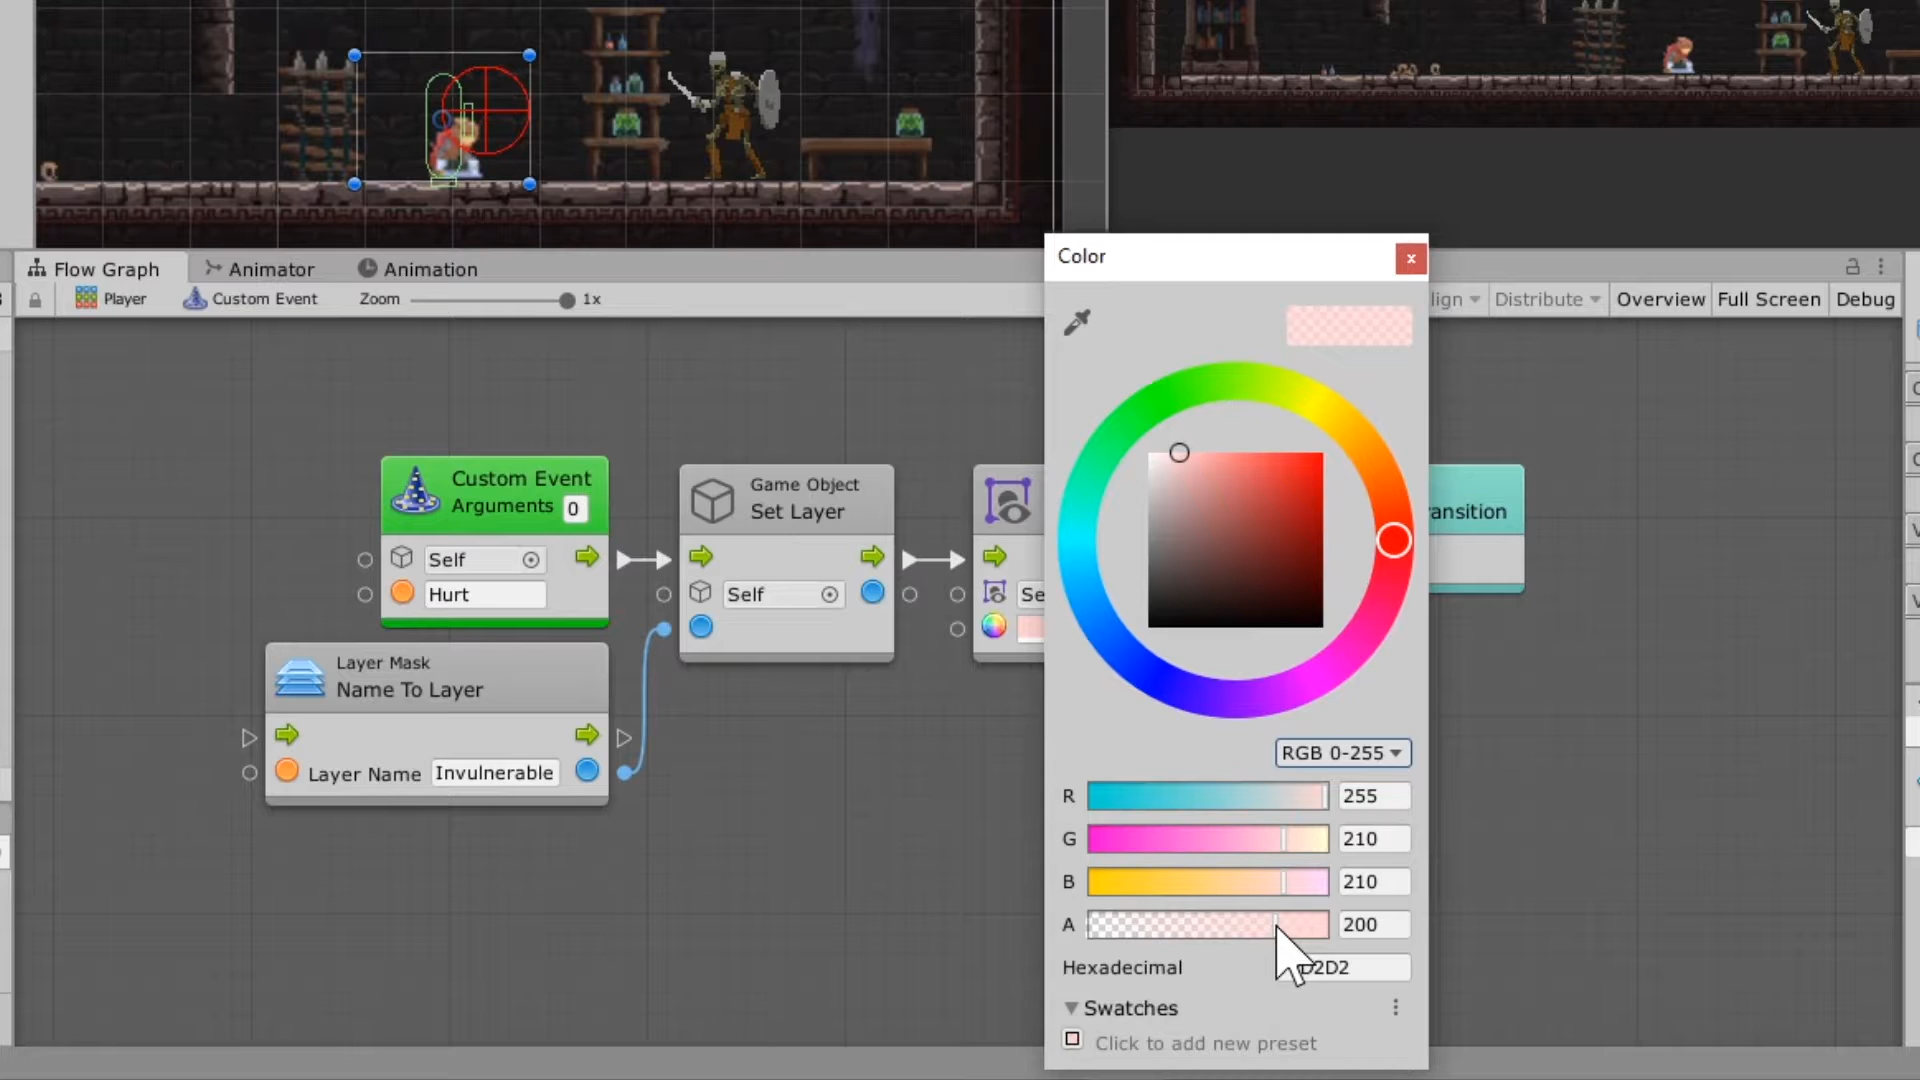 Flow Graph
Animator
Animation
Player
Custom Event
Zoom
1x
Distribute
Overview
Full Screen
Debug
Color
x
Custom Event
Arguments 0
Self
Hurt
Layer Mask
Name To Layer
Layer Name Invulnerable
Game Object
Set Layer
Self
RGB 0-255
R 255
G 210
B 210
A 200
Hexadecimal
Swatches
Click to add new preset